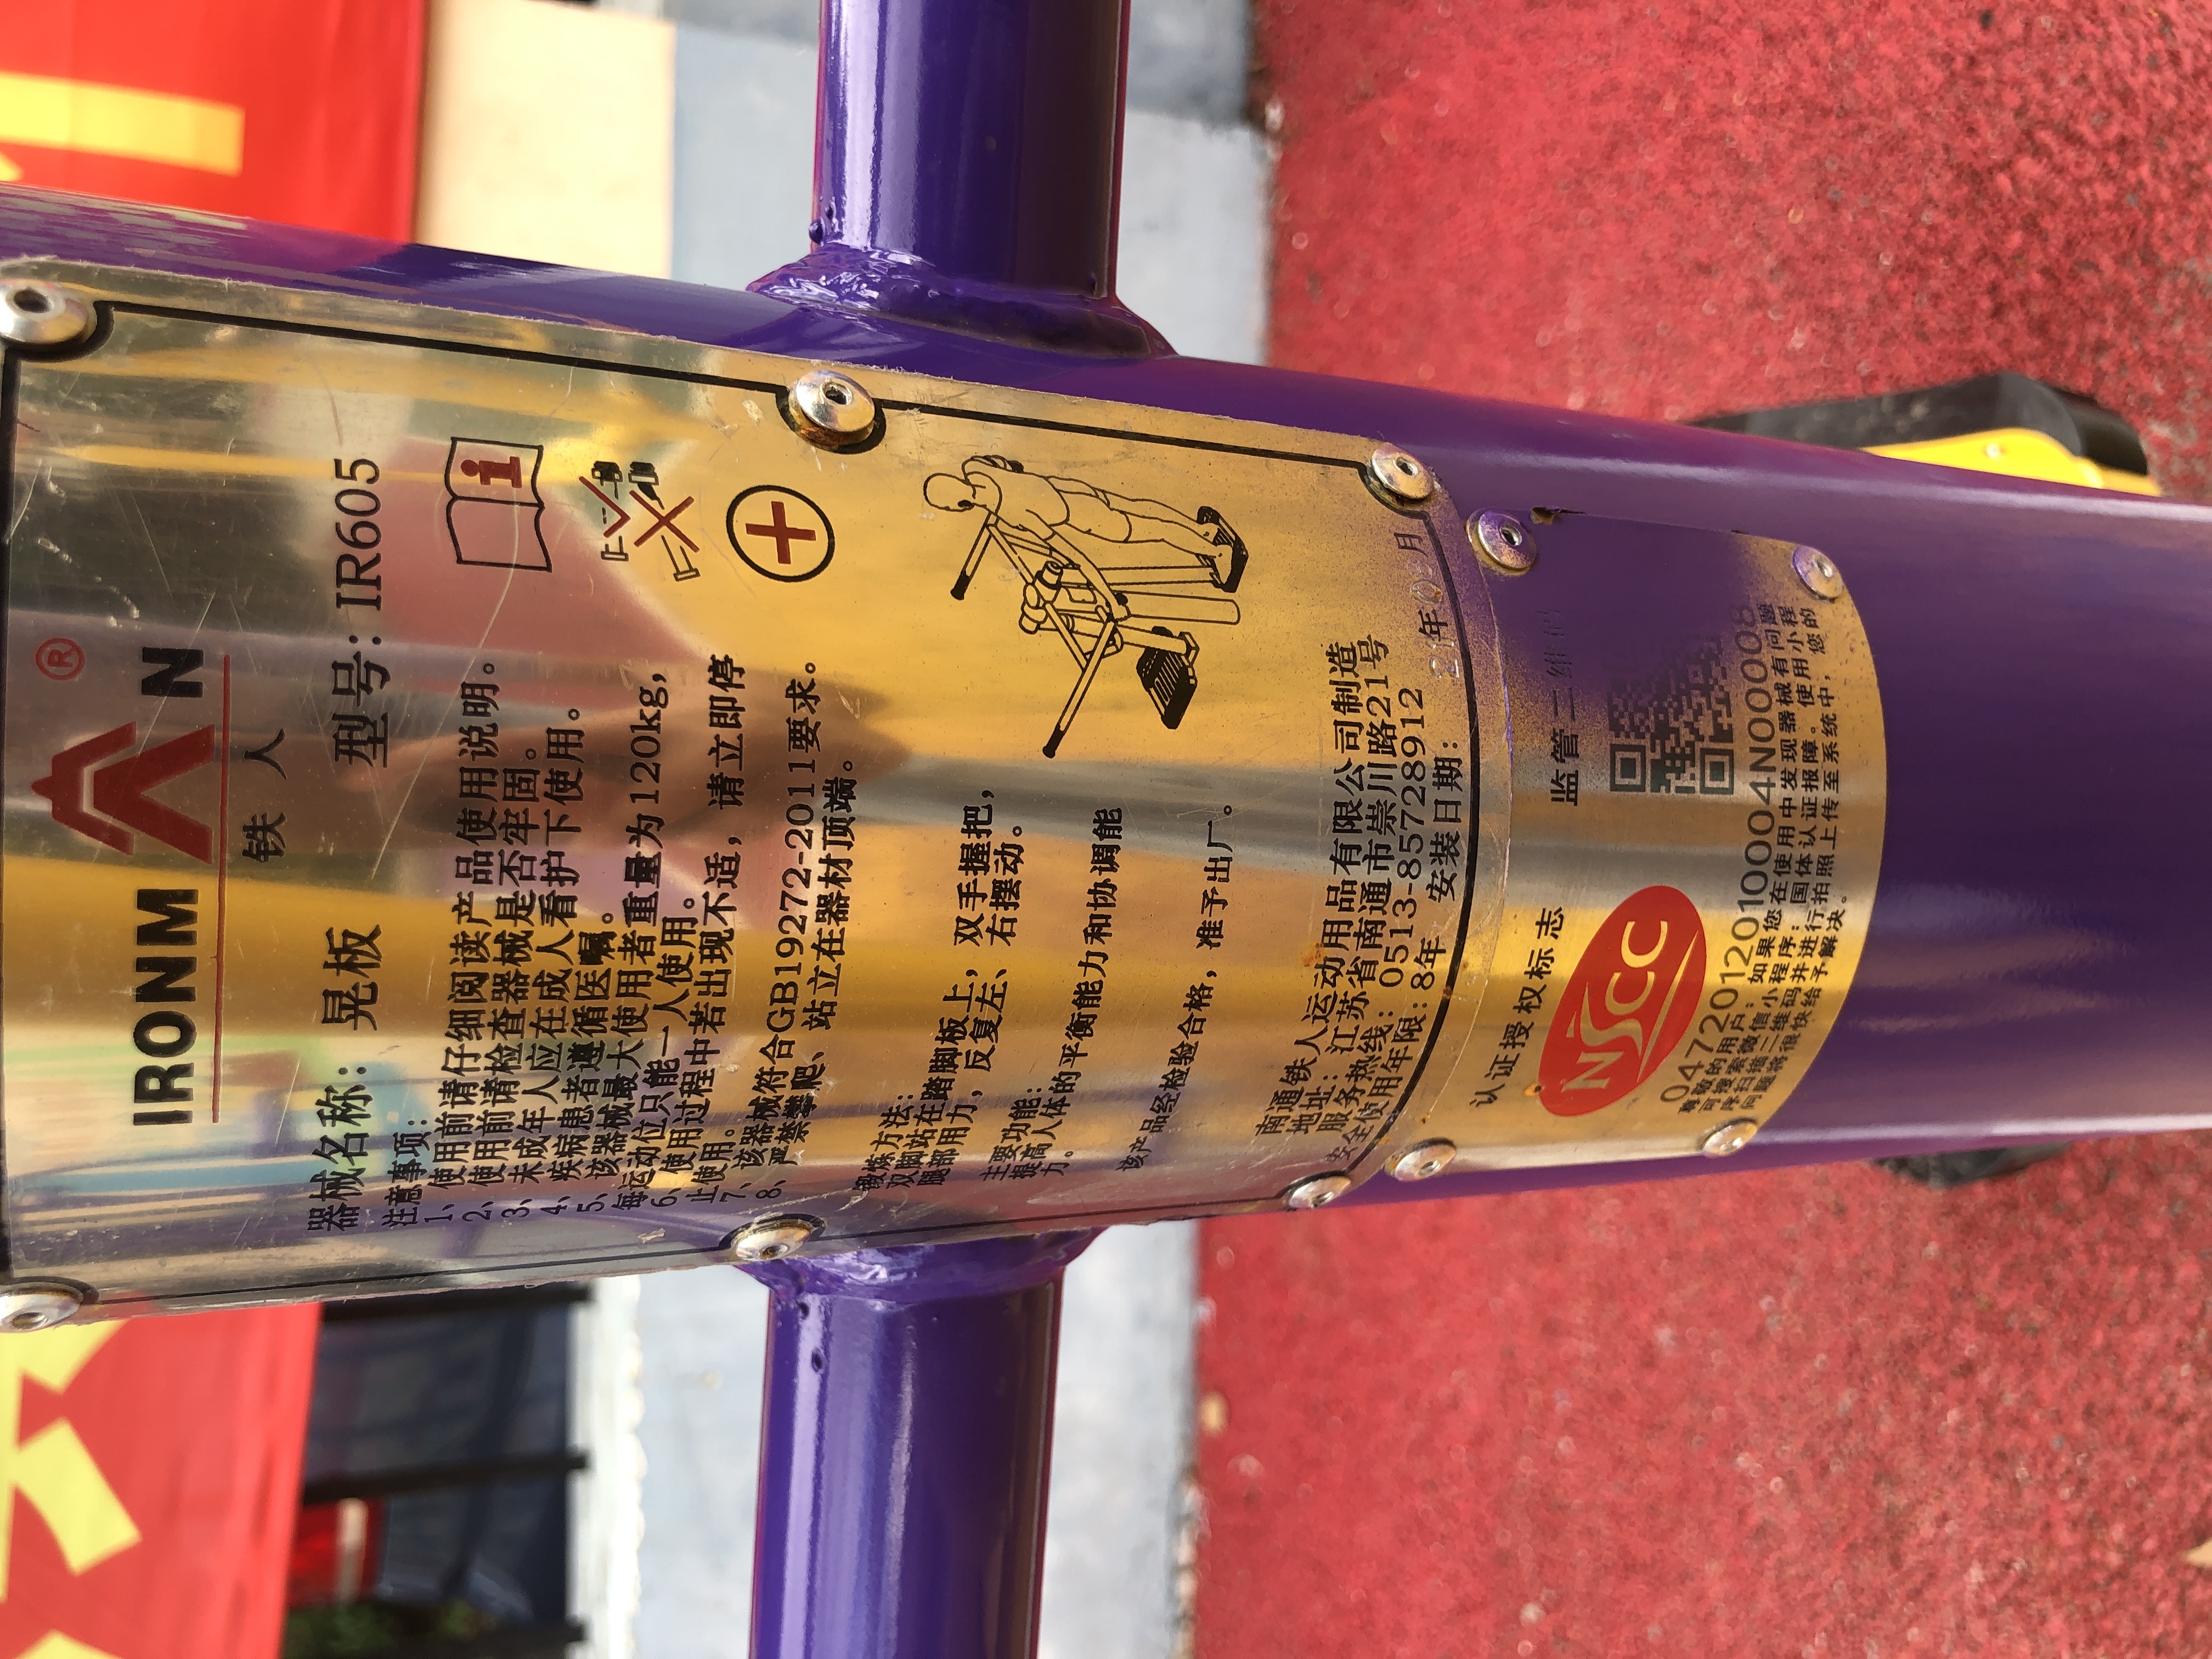 IRONM N ®
铁 人
器械名称： 晃板 型号：IR605
注意事项：
1、使用前请仔细阅读产品使用说明。
2、使用前请检查器械是否牢固。
3、未成年人应在成人看护下使用。
4、疾病患者遵循医嘱。
5、该器械最大使用者重量为120kg，
每运动位只能一人使用。
6、使用过程中若出现不适，请立即停
止使用。
7、该器械符合GB19272-2011要求。
8、严禁攀爬、站立在器材顶端。
锻炼方法：
双脚站在踏脚板上，双手握把，
腿部用力，反复左、右摆动。
主要功能：
提高人体的平衡能力和协调能
力。
该产品经检验合格，准予出厂。
南通铁人运动用品有限公司制造
地址：江苏省南通市崇川路21号
服务热线：0513-85728912
安全使用年限：8年 安装日期： 21年 月
认证授权标志 监管二维码
NSCC
尊敬的用户：如果您在使用中发现器械有问题
可搜索微信小程序：国体认证报障。使用小程
序扫描二维码并进行拍照上传至系统中，您的
问题将很快给予解决。